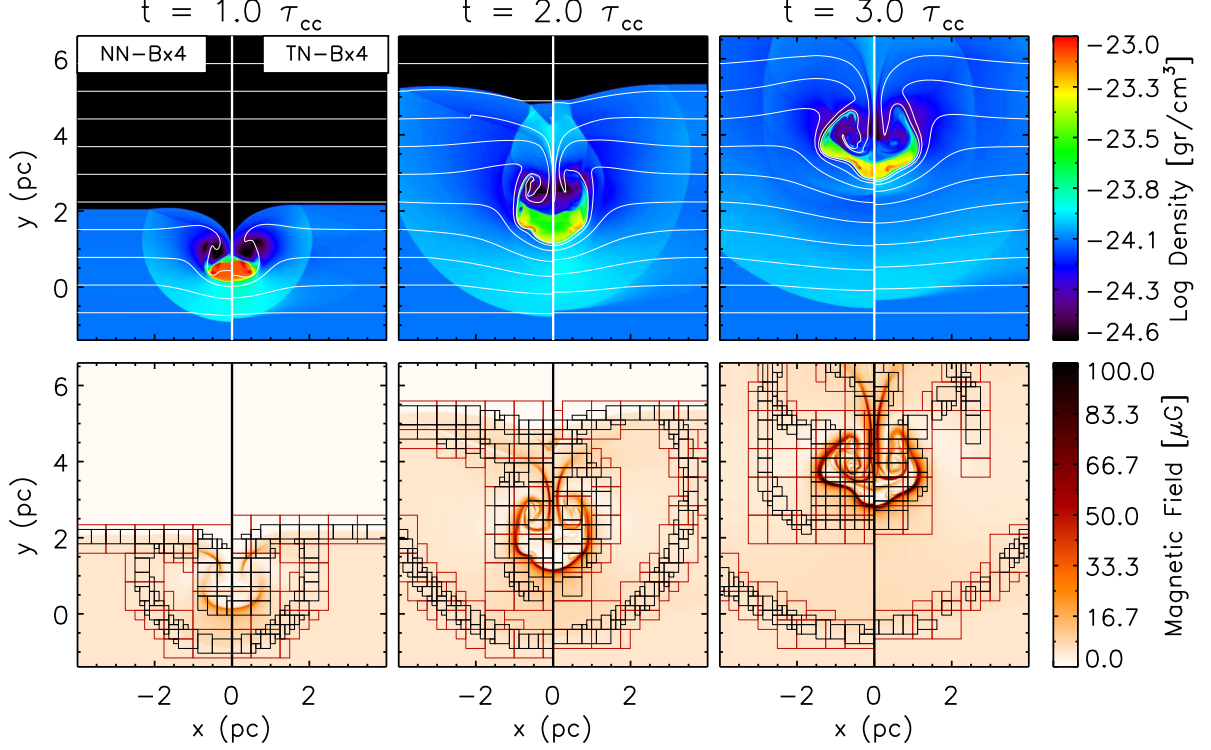 t = 1.0 τcc
t = 2.0 τcc
t = 3.0 τcc
NN−Bx4
TN−Bx4
y (pc)
6
4
2
0
−23.0
−23.3
−23.5
−23.8
−24.1
−24.3
−24.6
Log Density [gr/cm³]
y (pc)
6
4
2
0
−2 0 2
−2 0 2
−2 0 2
x (pc)
x (pc)
x (pc)
100.0
83.3
66.7
50.0
33.3
16.7
0.0
Magnetic Field [μG]